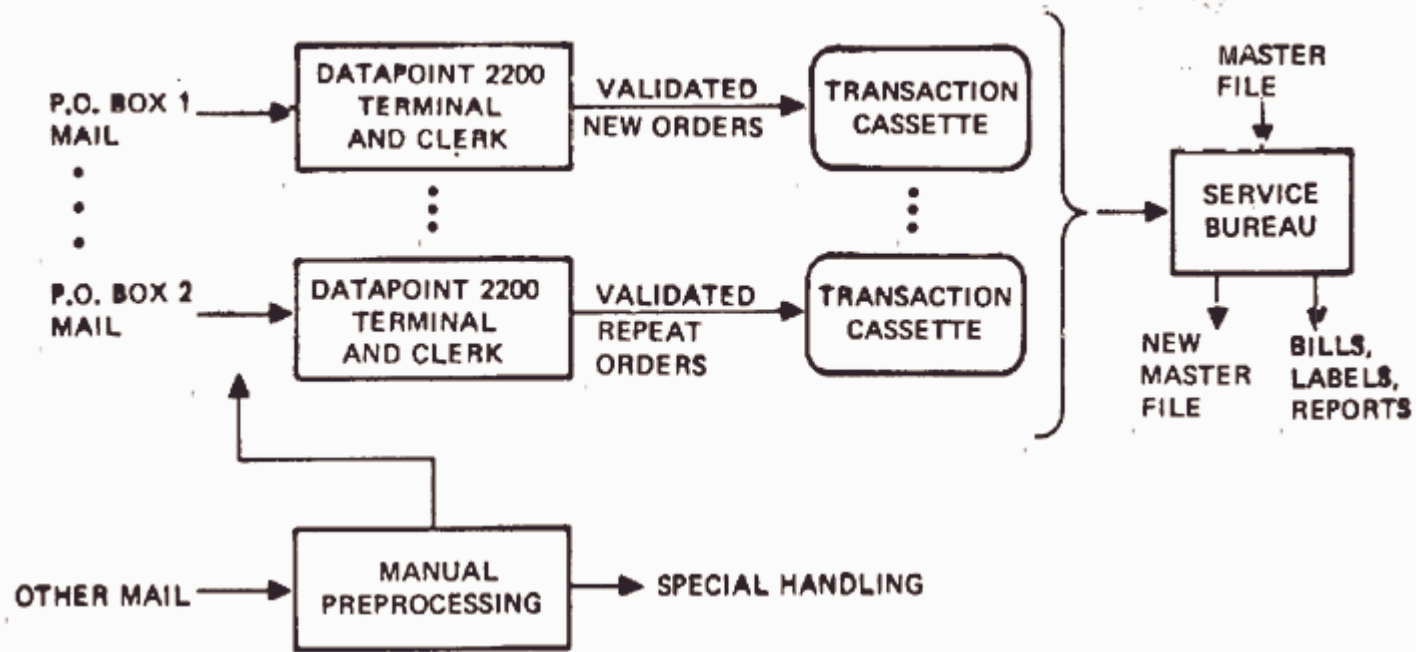 P.O. BOX 1
MAIL
DATAPOINT 2200
TERMINAL
AND CLERK
VALIDATED
NEW ORDERS
TRANSACTION
CASSETTE
P.O. BOX 2
MAIL
DATAPOINT 2200
TERMINAL
AND CLERK
VALIDATED
REPEAT
ORDERS
TRANSACTION
CASSETTE
MASTER
FILE
SERVICE
BUREAU
NEW
MASTER
FILE
BILLS,
LABELS,
REPORTS
OTHER MAIL
MANUAL
PREPROCESSING
SPECIAL HANDLING